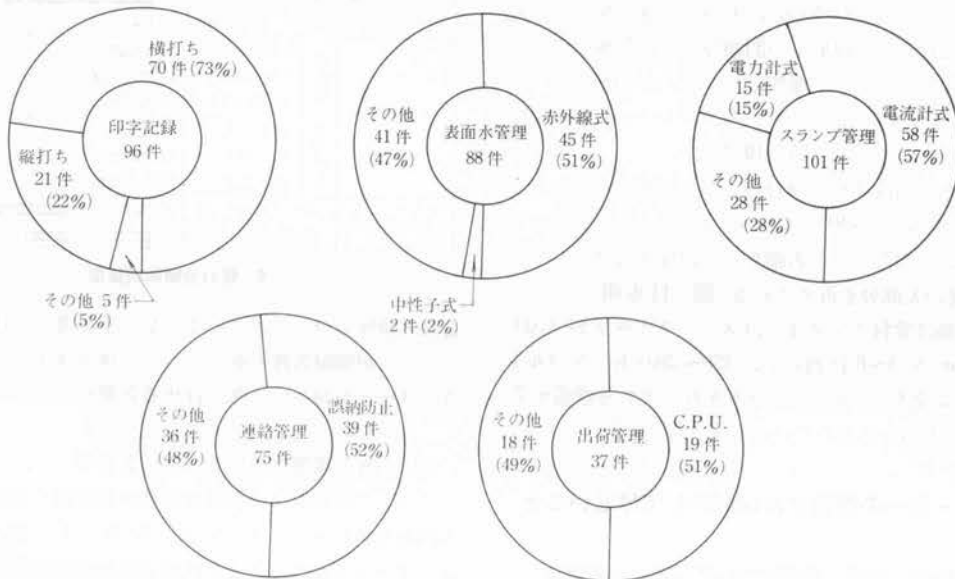 横打ち
70件(73%)
印字記録
96件
縦打ち
21件
(22%)
その他 5件
(5%)
その他
41件
(47%)
表面水管理
88件
赤外線式
45件
(51%)
中性子式
2件(2%)
電力計式
15件
(15%)
スランプ管理
101件
電流計式
58件
(57%)
その他
28件
(28%)
その他
36件
(48%)
連絡管理
75件
誤納防止
39件
(52%)
その他
18件
(49%)
出荷管理
37件
C.P.U.
19件
(51%)